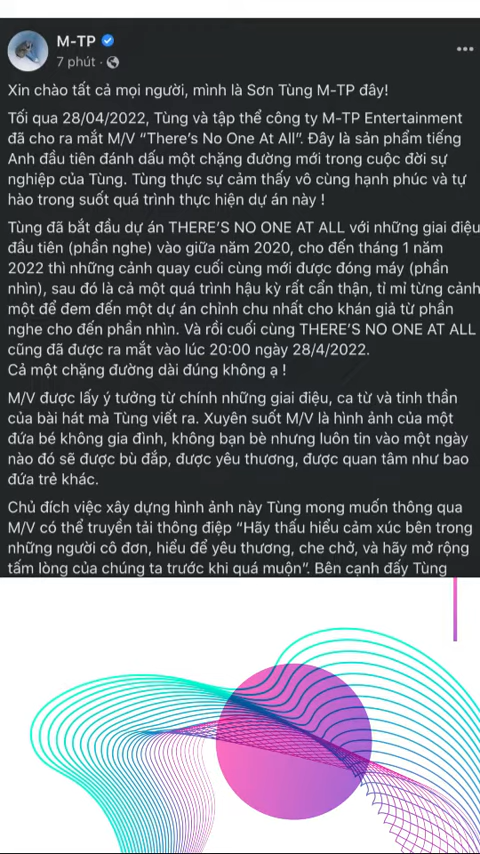 M-TP
7 phút ·
Xin chào tất cả mọi người, mình là Sơn Tùng M-TP đây!
Tối qua 28/04/2022, Tùng và tập thể công ty M-TP Entertainment
đã cho ra mắt M/V “There’s No One At All”. Đây là sản phẩm tiếng
Anh đầu tiên đánh dấu một chặng đường mới trong cuộc đời sự
nghiệp của Tùng. Tùng thực sự cảm thấy vô cùng hạnh phúc và tự
hào trong suốt quá trình thực hiện dự án này !
Tùng đã bắt đầu dự án THERE’S NO ONE AT ALL với những giai điệu
đầu tiên (phần nghe) vào giữa năm 2020, cho đến tháng 1 năm
2022 thì những cảnh quay cuối cùng mới được đóng máy (phần
nhìn), sau đó là cả một quá trình hậu kỳ rất cẩn thận, tỉ mỉ từng cảnh
một để đem đến một dự án chỉnh chu nhất cho khán giả từ phần
nghe cho đến phần nhìn. Và rồi cuối cùng THERE’S NO ONE AT ALL
cũng đã được ra mắt vào lúc 20:00 ngày 28/4/2022.
Cả một chặng đường dài đúng không ạ !
M/V được lấy ý tưởng từ chính những giai điệu, ca từ và tinh thần
của bài hát mà Tùng viết ra. Xuyên suốt M/V là hình ảnh của một
đứa bé không gia đình, không bạn bè nhưng luôn tin vào một ngày
nào đó sẽ được bù đắp, được yêu thương, được quan tâm như bao
đứa trẻ khác.
Chủ đích việc xây dựng hình ảnh này Tùng mong muốn thông qua
M/V có thể truyền tải thông điệp “Hãy thấu hiểu cảm xúc bên trong
những người cô đơn, hiểu để yêu thương, che chở, và hãy mở rộng
tấm lòng của chúng ta trước khi quá muộn”. Bên cạnh đấy Tùng